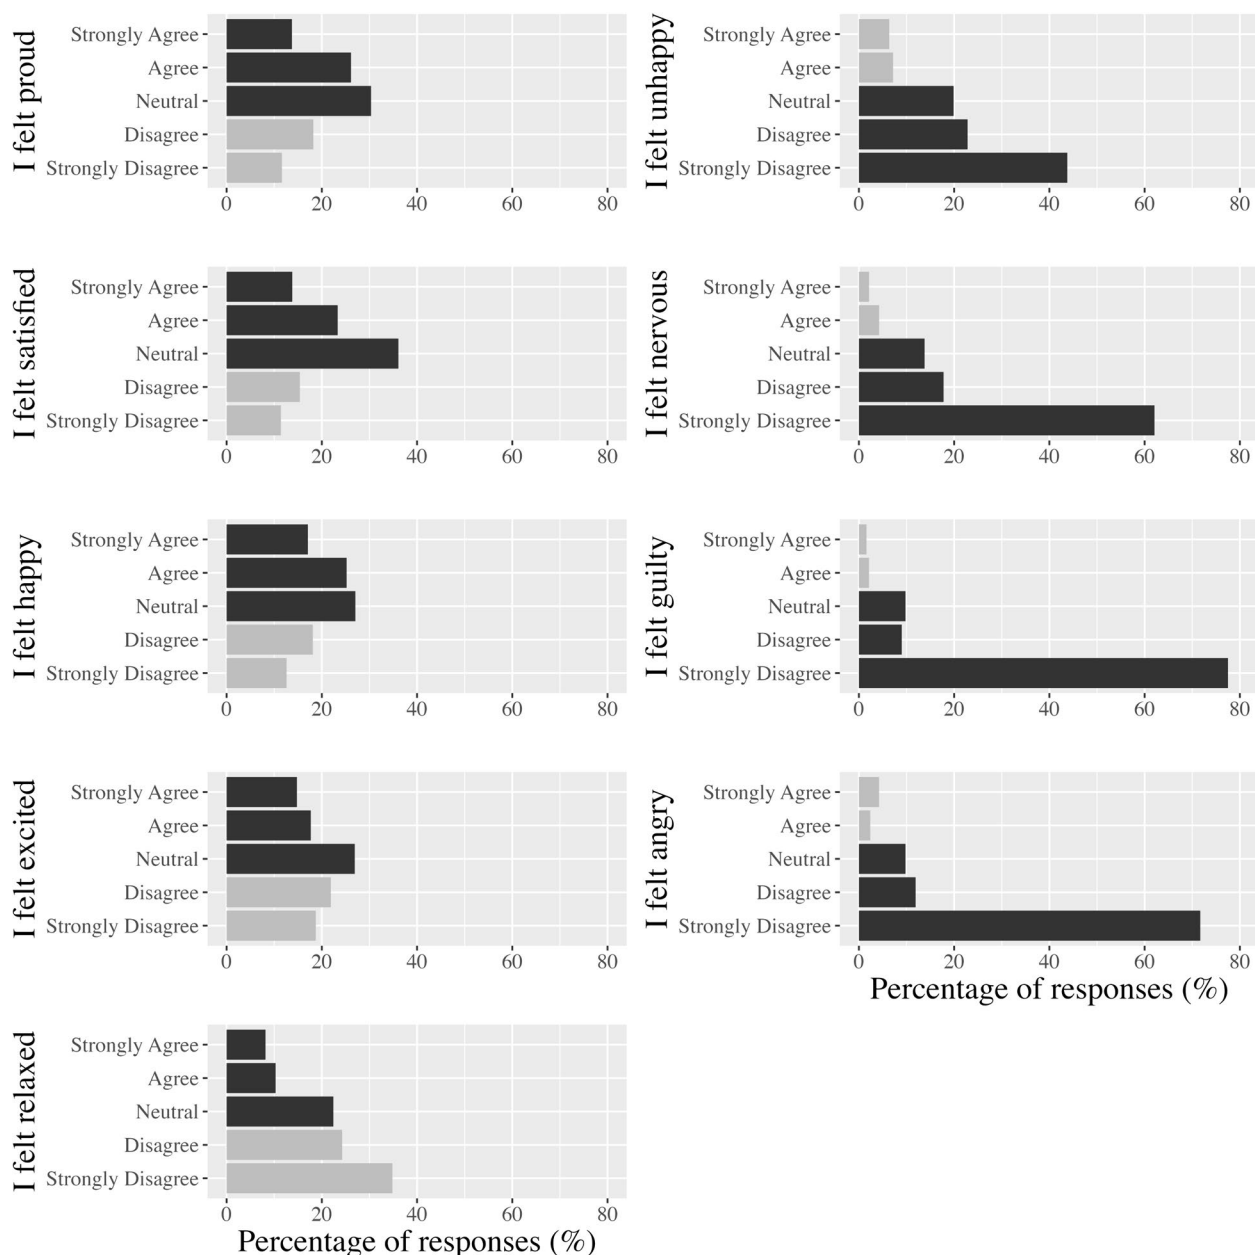 I felt proud
Strongly Agree
Agree
Neutral
Disagree
Strongly Disagree
0 20 40 60 80
I felt unhappy
Strongly Agree
Agree
Neutral
Disagree
Strongly Disagree
0 20 40 60 80
I felt satisfied
Strongly Agree
Agree
Neutral
Disagree
Strongly Disagree
0 20 40 60 80
I felt nervous
Strongly Agree
Agree
Neutral
Disagree
Strongly Disagree
0 20 40 60 80
I felt happy
Strongly Agree
Agree
Neutral
Disagree
Strongly Disagree
0 20 40 60 80
I felt guilty
Strongly Agree
Agree
Neutral
Disagree
Strongly Disagree
0 20 40 60 80
I felt excited
Strongly Agree
Agree
Neutral
Disagree
Strongly Disagree
0 20 40 60 80
I felt angry
Strongly Agree
Agree
Neutral
Disagree
Strongly Disagree
0 20 40 60 80
Percentage of responses (%)
I felt relaxed
Strongly Agree
Agree
Neutral
Disagree
Strongly Disagree
0 20 40 60 80
Percentage of responses (%)